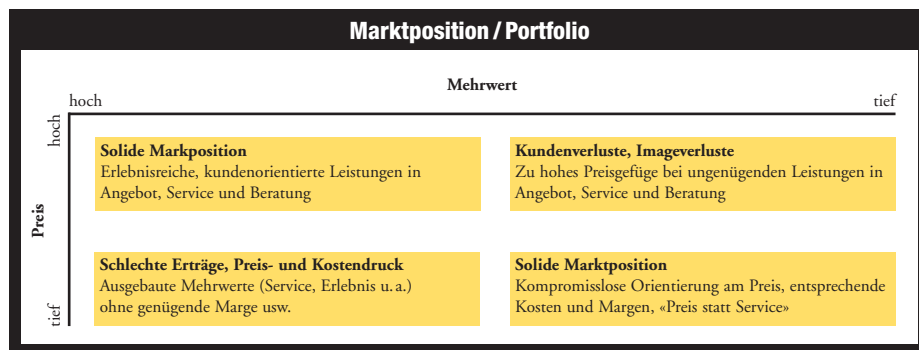 Marktposition / Portfolio
Mehrwert
hoch
tief
hoch
Preis
tief
Solide Markposition
Erlebnisreiche, kundenorientierte Leistungen in
Angebot, Service und Beratung
Kundenverluste, Imageverluste
Zu hohes Preisgefüge bei ungenügenden Leistungen in
Angebot, Service und Beratung
Schlechte Erträge, Preis- und Kostendruck
Ausgebaute Mehrwerte (Service, Erlebnis u. a.)
ohne genügende Marge usw.
Solide Marktposition
Kompromisslose Orientierung am Preis, entsprechende
Kosten und Margen, «Preis statt Service»